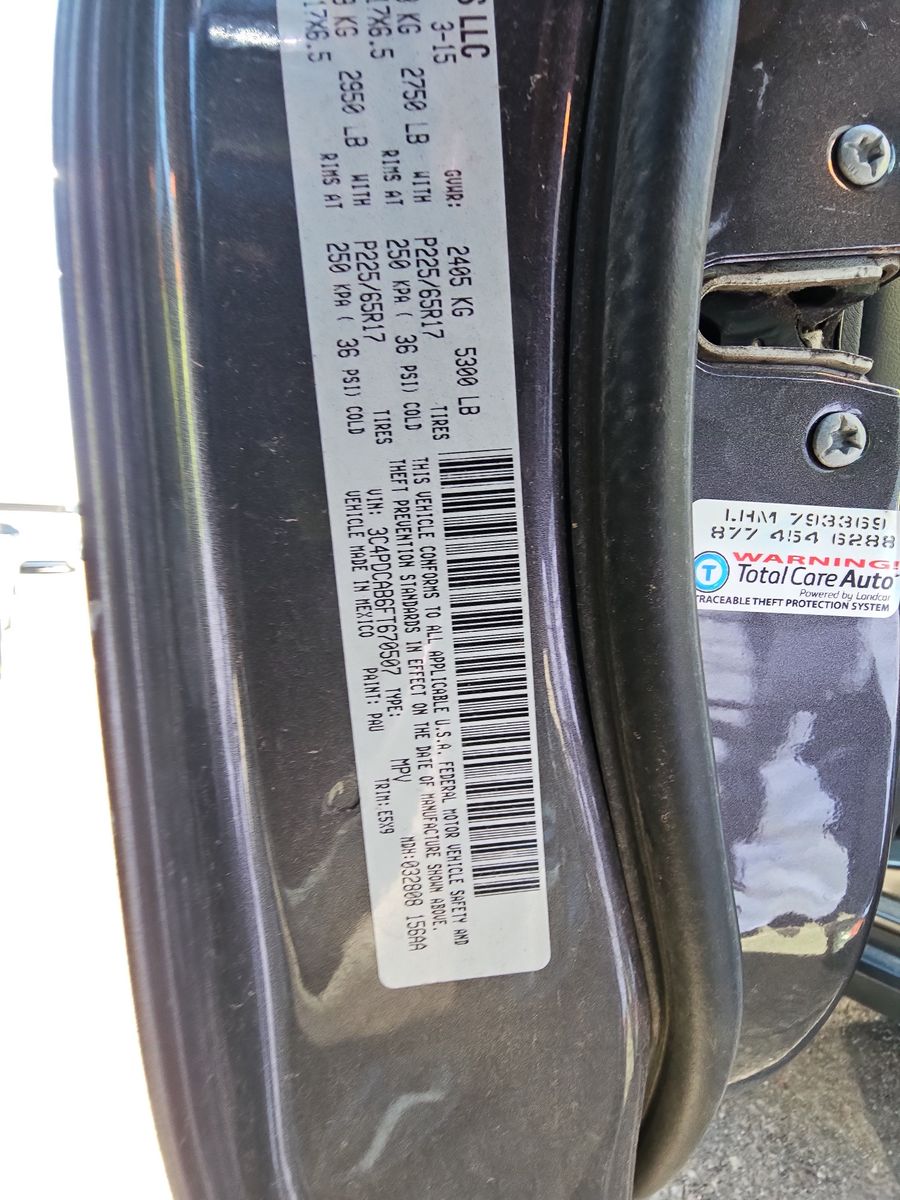 S LLC
3-15
GVWR: 2405 KG 5300 LB
KG 2750 LB WITH P225/65R17 TIRES
17X6.5 RIMS AT 250 KPA ( 36 PSI) COLD
KG 2950 LB WITH P225/65R17 TIRES
17X6.5 RIMS AT 250 KPA ( 36 PSI) COLD
THIS VEHICLE CONFORMS TO ALL APPLICABLE U.S.A. FEDERAL MOTOR VEHICLE SAFETY AND
THEFT PREVENTION STANDARDS IN EFFECT ON THE DATE OF MANUFACTURE SHOWN ABOVE.
VIN: 3C4PDCAB6FT670507 TYPE: MPV MDH:032808 156AA
VEHICLE MADE IN MEXICO PAINT: PAU TRIM:E5X9
LHM 793369
877 454 6288
WARNING!
T Total Care Auto
Powered by Landcar
TRACEABLE THEFT PROTECTION SYSTEM